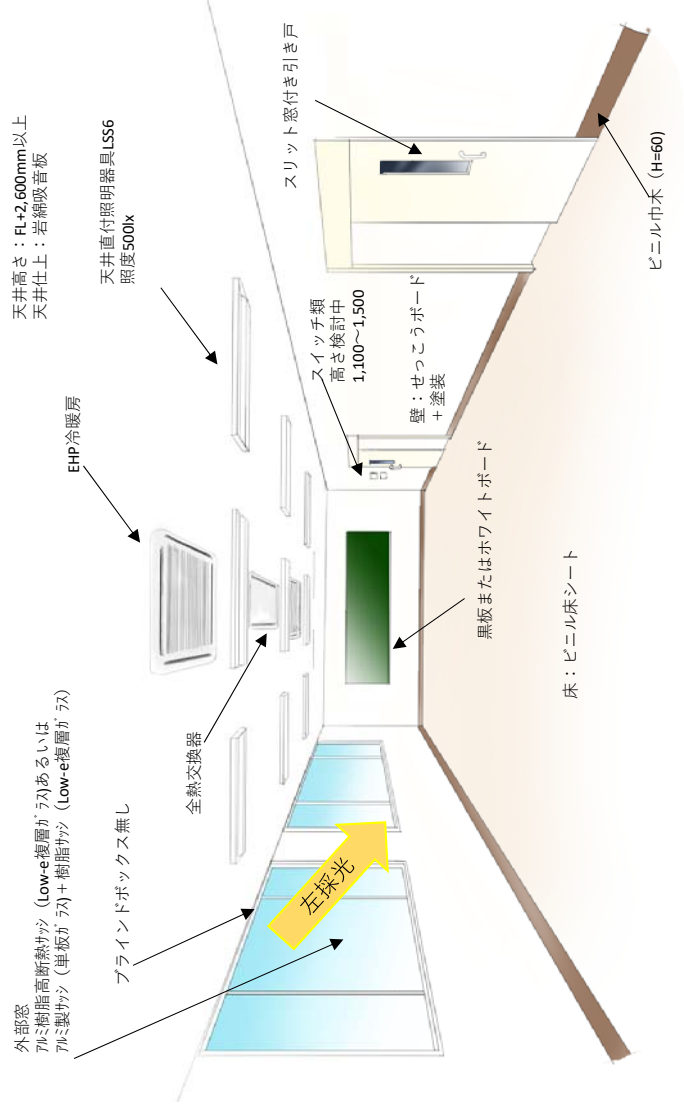 外部窓
ｱﾙﾐ樹脂高断熱ｻｯｼ（Low-e複層ｶﾞﾗｽ)あるいは
ｱﾙﾐ製ｻｯｼ（単板ｶﾞﾗｽ)＋樹脂ｻｯｼ（Low-e複層ｶﾞﾗｽ）
ブラインドボックス無し
全熱交換器
EHP冷暖房
天井高さ：FL+2,600mm以上
天井仕上：岩綿吸音板
天井直付照明器具LSS6
照度500lx
左採光
スイッチ類
高さ検討中
1,100～1,500
スリット窓付き引き戸
壁：せっこうボード
＋塗装
黒板またはホワイトボード
床：ビニル床シート
ビニル巾木（H=60)